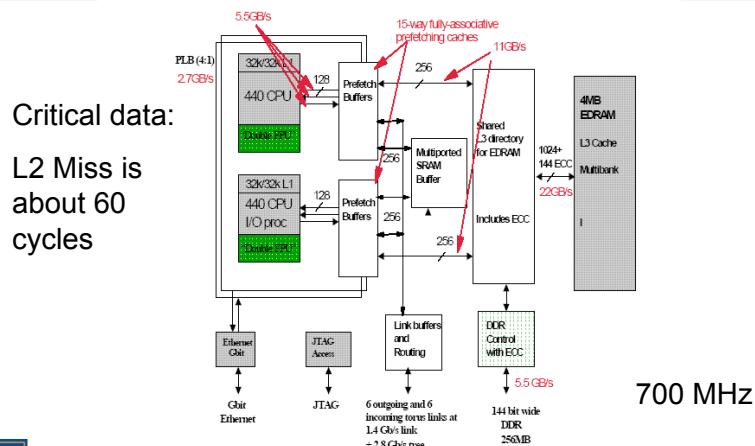 5.5GB/s
15-way fully-associative
prefetching caches
11GB/s
PLB (4:1)
2.7GB/s
32k/32k L1
440 CPU
Double FPU
128
Prefetch
Buffers
256
Shared
L3 directory
for EDRAM
Includes ECC
1024+
144 ECC
22GB/s
4MB
EDRAM
L3 Cache
Multibank
Critical data:
L2 Miss is
about 60
cycles
256
Multiported
SRAM
Buffer
32k/32k L1
440 CPU
I/O proc
Double FPU
128
Prefetch
Buffers
256
256
Ethernet
Gbit
JTAG
Access
Link buffers
and
Routing
DDR
Control
with ECC
5.5 GB/s
Gbit
Ethernet
JTAG
6 outgoing and 6
incoming torus links at
1.4 Gb/s link
+ 2.8 Gb/s tree
144 bit wide
DDR
256MB
700 MHz